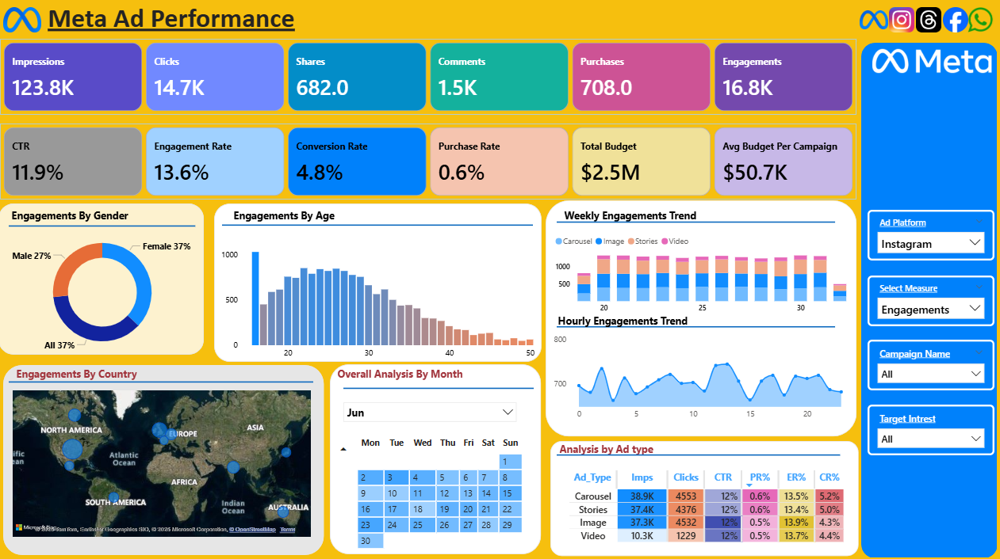 Meta Ad Performance
Impressions
123.8K
Clicks
14.7K
Shares
682.0
Comments
1.5K
Purchases
708.0
Engagements
16.8K
Meta
CTR
11.9%
Engagement Rate
13.6%
Conversion Rate
4.8%
Purchase Rate
0.6%
Total Budget
$2.5M
Avg Budget Per Campaign
$50.7K
Engagements By Gender
Female 37%
Male 27%
All 37%
Engagements By Age
1000
500
0
20
30
40
50
Weekly Engagements Trend
Carousel Image Stories Video
1000
500
20
25
30
Hourly Engagements Trend
800
700
0
5
10
15
20
Ad Platform
Instagram
Select Measure
Engagements
Campaign Name
All
Target Intrest
All
Engagements By Country
NORTH AMERICA
EUROPE
ASIA
Atlantic
Ocean
AFRICA
SOUTH AMERICA
Indian
Ocean
AUSTRALIA
© OpenStreetMap Terms
Overall Analysis By Month
Jun
Mon Tue Wed Thu Fri Sat Sun
1
2 3 4 5 6 7 8
9 10 11 12 13 14 15
16 17 18 19 20 21 22
23 24 25 26 27 28 29
30
Analysis by Ad type
Ad_Type Imps Clicks CTR PR% ER% CR%
Carousel 38.9K 4553 12% 0.6% 13.5% 5.2%
Stories 37.4K 4376 12% 0.6% 13.4% 5.0%
Image 37.3K 4532 12% 0.5% 13.9% 4.3%
Video 10.3K 1229 12% 0.5% 13.7% 4.4%